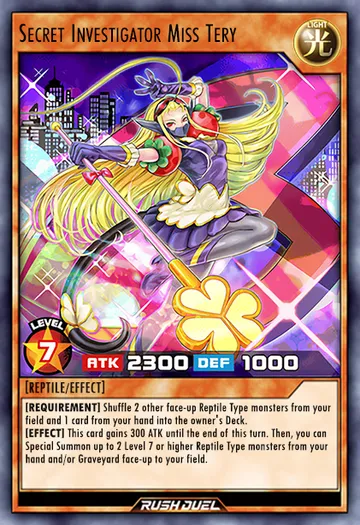 SECRET INVESTIGATOR MISS TERY
LIGHT
光
LEVEL
7
ATK 2300 DEF 1000
[REPTILE/EFFECT]
[REQUIREMENT] Shuffle 2 other face-up Reptile Type monsters from your
field and 1 card from your hand into the owner's Deck.
[EFFECT] This card gains 300 ATK until the end of this turn. Then, you can
Special Summon up to 2 Level 7 or higher Reptile Type monsters from your
hand and/or Graveyard face-up to your field.
RUSH DUEL